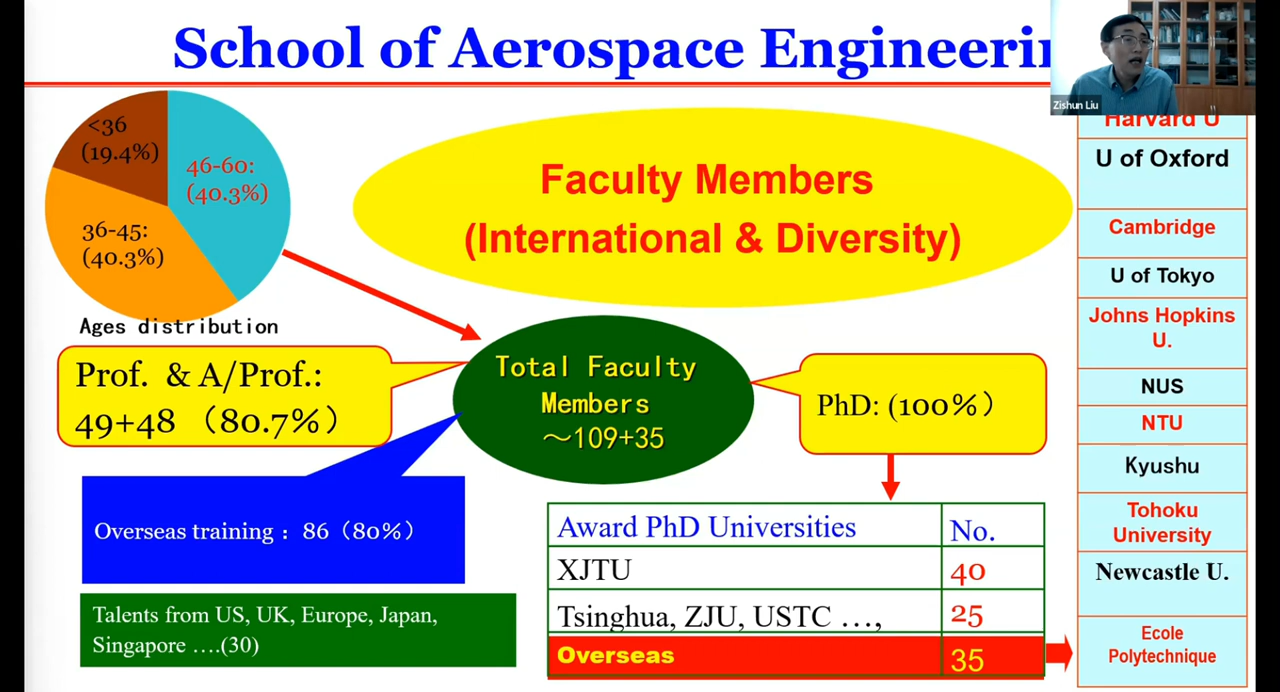 School of Aerospace Engineerin
Zishun Liu
<36
(19.4%)
46-60:
(40.3%)
36-45:
(40.3%)
Ages distribution
Faculty Members
(International & Diversity)
Prof. & A/Prof.:
49+48（80.7%）
Total Faculty
Members
～109+35
PhD: (100%）
Overseas training：86（80%）
Talents from US, UK, Europe, Japan,
Singapore ….(30)
Award PhD Universities No.
XJTU 40
Tsinghua, ZJU, USTC …, 25
Overseas 35
Harvard U
U of Oxford
Cambridge
U of Tokyo
Johns Hopkins
U.
NUS
NTU
Kyushu
Tohoku
University
Newcastle U.
Ecole
Polytechnique